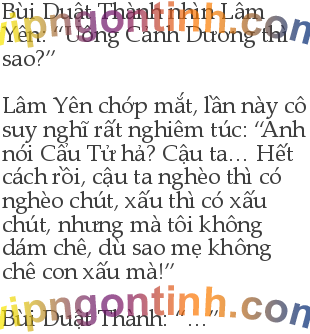 Bùi Duật Thành nhìn Lâm
Yên: “Uông Cảnh Dương thì
sao?”
Lâm Yên chớp mắt, lần này cô
suy nghĩ rất nghiêm túc: “Anh
nói Cẩu Tử hả? Cậu ta… Hết
cách rồi, cậu ta nghèo thì có
nghèo chút, xấu thì có xấu
chút, nhưng mà tôi không
dám chê, dù sao mẹ không
chê con xấu mà!”
Bùi Duật Thành: “…”